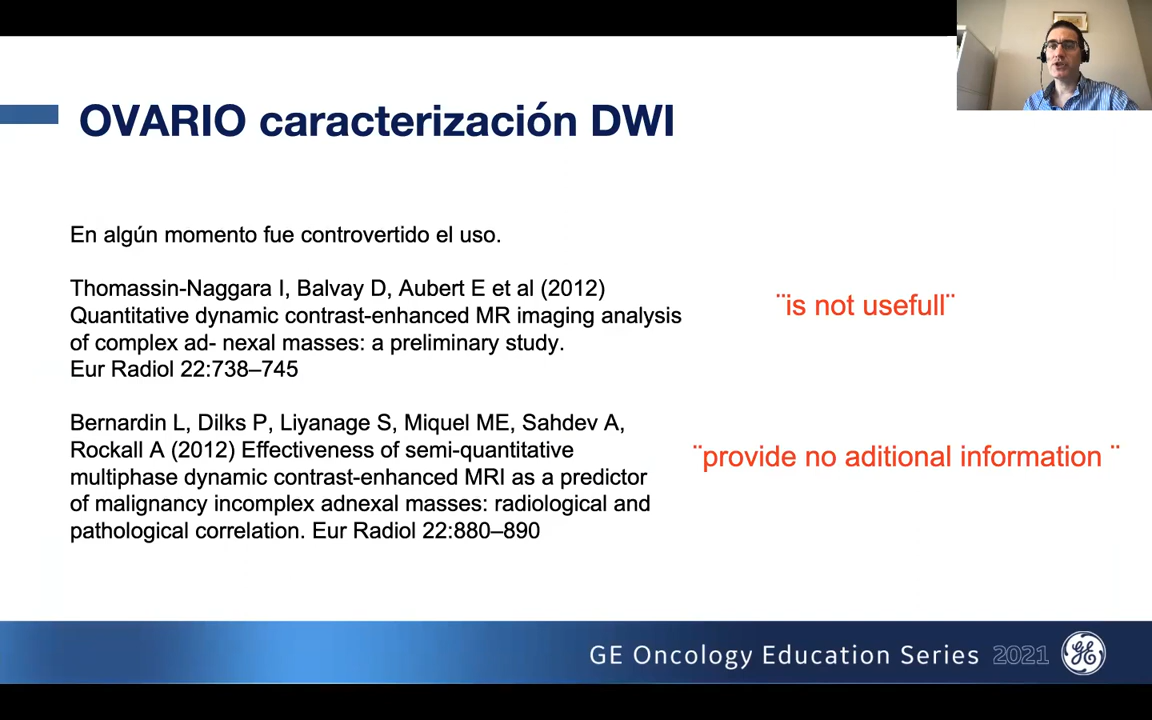 OVARIO caracterización DWI
En algún momento fue controvertido el uso.
Thomassin-Naggara I, Balvay D, Aubert E et al (2012)
Quantitative dynamic contrast-enhanced MR imaging analysis
of complex ad- nexal masses: a preliminary study.
Eur Radiol 22:738–745
¨is not usefull¨
Bernardin L, Dilks P, Liyanage S, Miquel ME, Sahdev A,
Rockall A (2012) Effectiveness of semi-quantitative
multiphase dynamic contrast-enhanced MRI as a predictor
of malignancy incomplex adnexal masses: radiological and
pathological correlation. Eur Radiol 22:880–890
¨provide no aditional information ¨
GE Oncology Education Series 2021